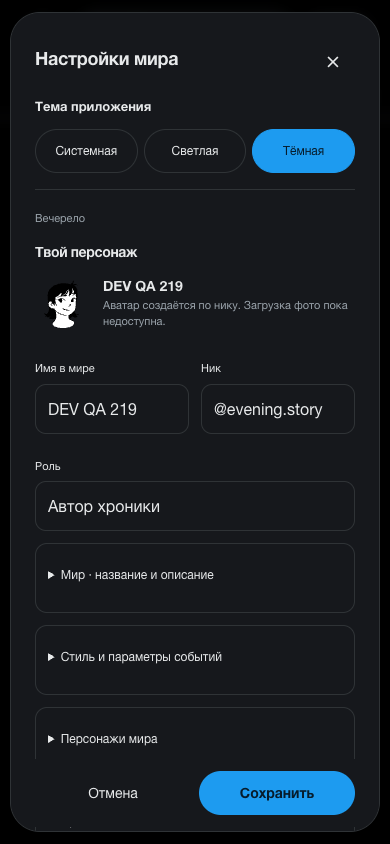 Настройки мира
Тема приложения
Системная
Светлая
Тёмная
Вечерело
Твой персонаж
DEV QA 219
Аватар создаётся по нику. Загрузка фото пока
недоступна.
Имя в мире
Ник
DEV QA 219
@evening.story
Роль
Автор хроники
Мир · название и описание
Стиль и параметры событий
Персонажи мира
Отмена
Сохранить